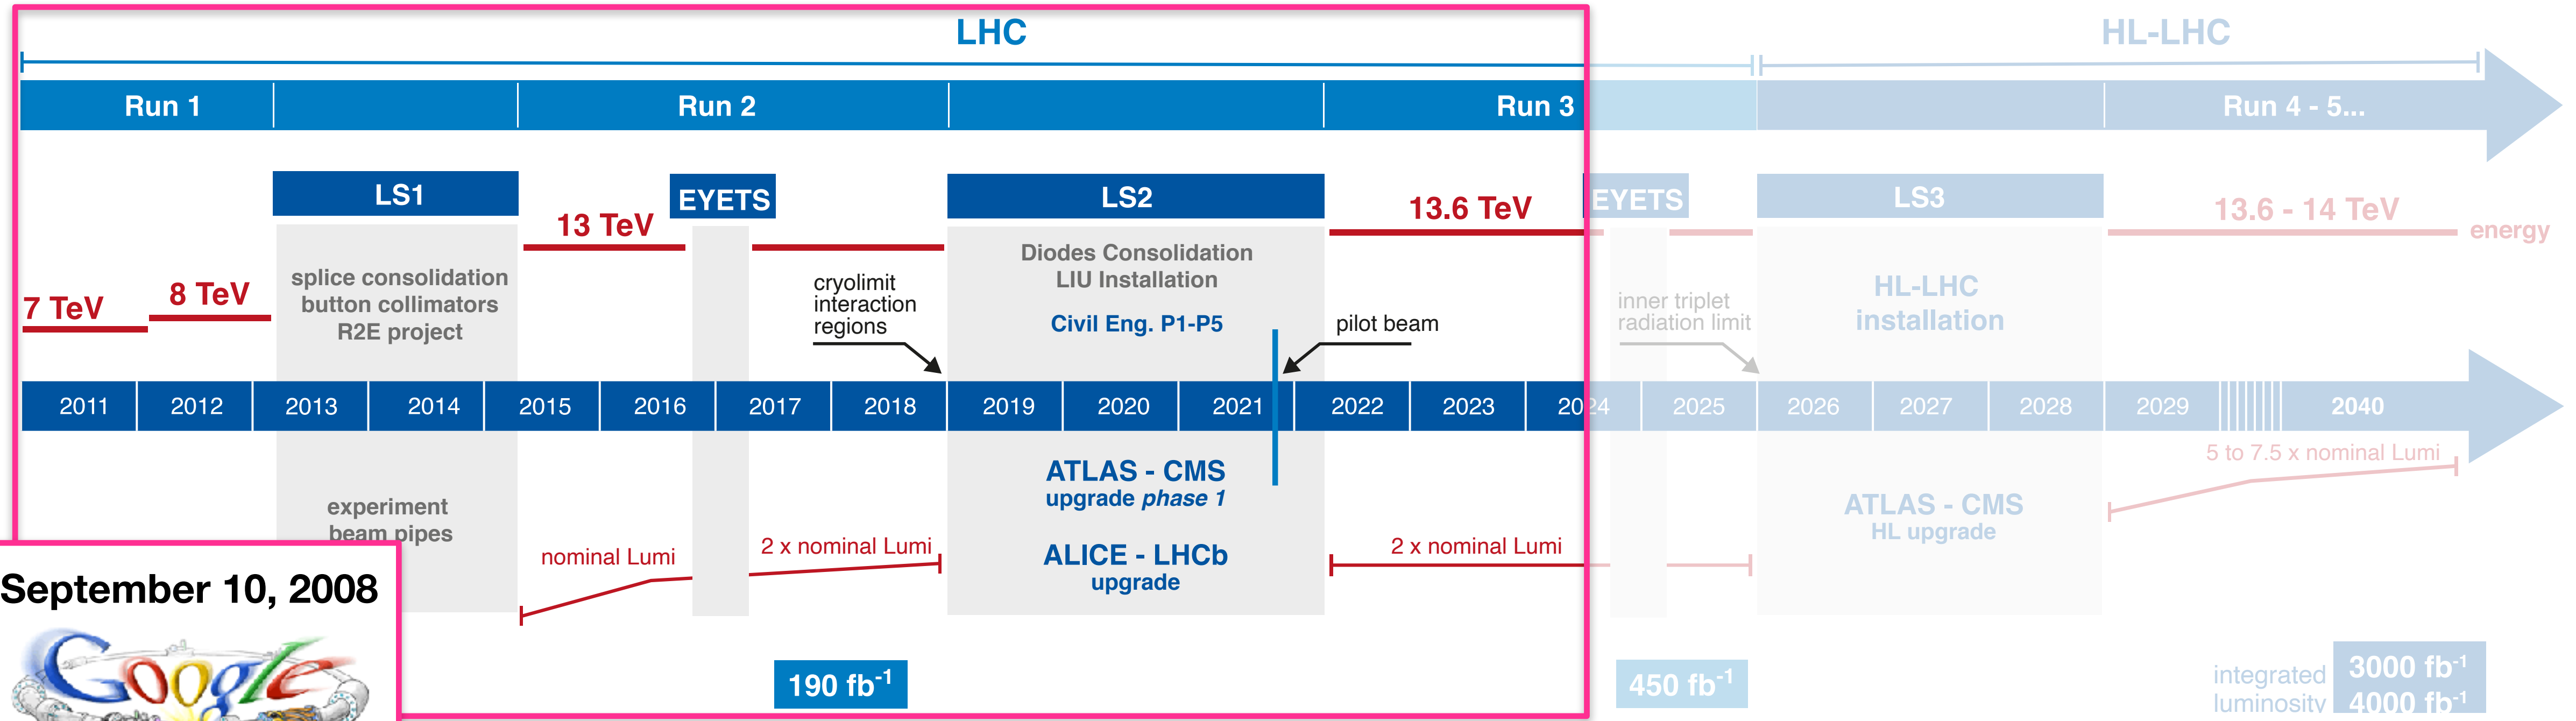 LHC
HL-LHC
Run 1
Run 2
Run 3
Run 4 - 5...
LS1
EYETS
LS2
EYETS
LS3
13 TeV
13.6 TeV
13.6 - 14 TeV
energy
7 TeV
8 TeV
splice consolidation
button collimators
R2E project
cryolimit
interaction
regions
Diodes Consolidation
LIU Installation
Civil Eng. P1-P5
pilot beam
inner triplet
radiation limit
HL-LHC
installation
2011
2012
2013
2014
2015
2016
2017
2018
2019
2020
2021
2022
2023
2024
2025
2026
2027
2028
2029
2040
experiment
beam pipes
nominal Lumi
2 x nominal Lumi
ATLAS - CMS
upgrade phase 1
ALICE - LHCb
upgrade
2 x nominal Lumi
ATLAS - CMS
HL upgrade
5 to 7.5 x nominal Lumi
September 10, 2008
Google
190 fb-1
450 fb-1
integrated
luminosity
3000 fb-1
4000 fb-1